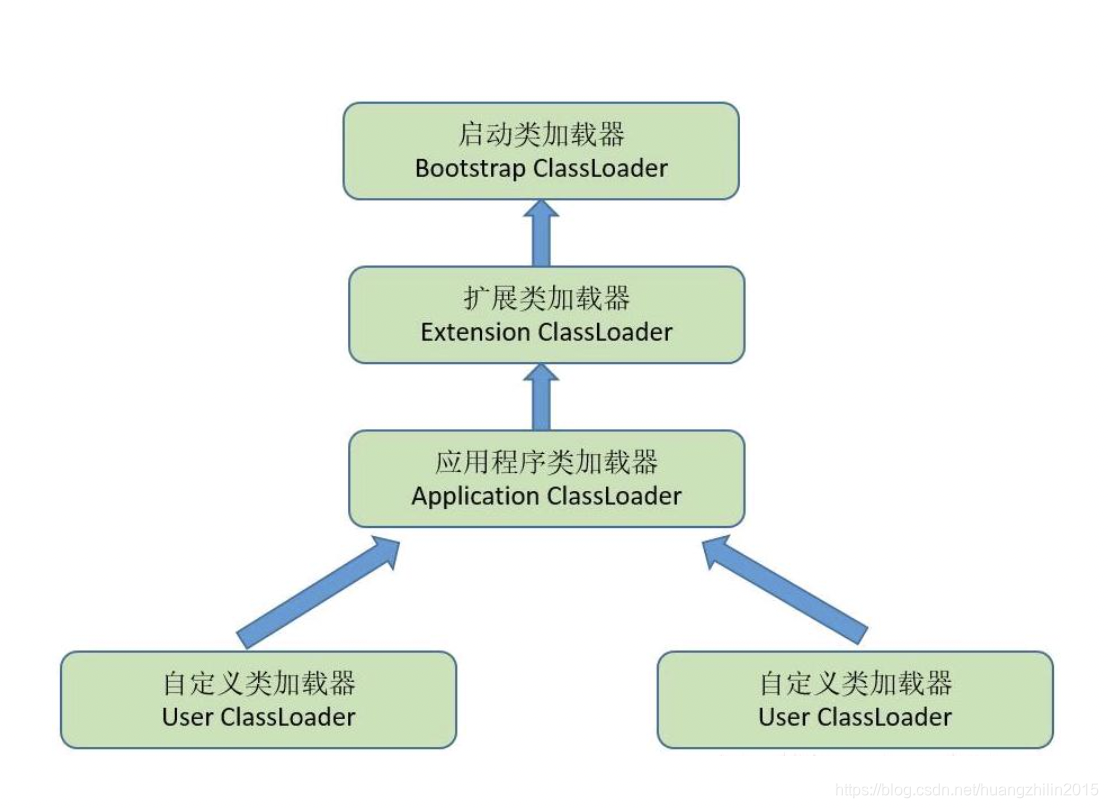 启动类加载器
Bootstrap ClassLoader
扩展类加载器
Extension ClassLoader
应用程序类加载器
Application ClassLoader
自定义类加载器
User ClassLoader
自定义类加载器
User ClassLoader
https://blog.csdn.net/huangzhilin2015